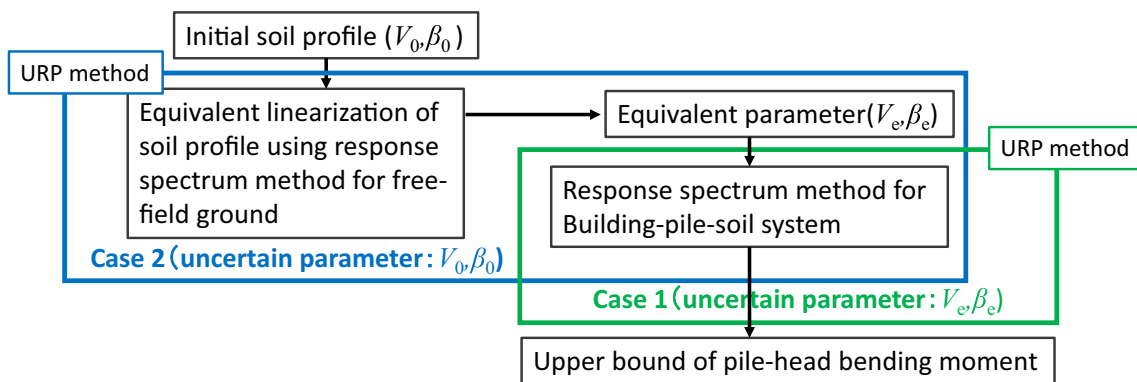 Initial soil profile (V0,β0)
URP method
Equivalent linearization of
soil profile using response
spectrum method for free-
field ground
Equivalent parameter(Ve,βe)
URP method
Response spectrum method for
Building-pile-soil system
Case 2(uncertain parameter: V0,β0)
Case 1(uncertain parameter: Ve,βe)
Upper bound of pile-head bending moment